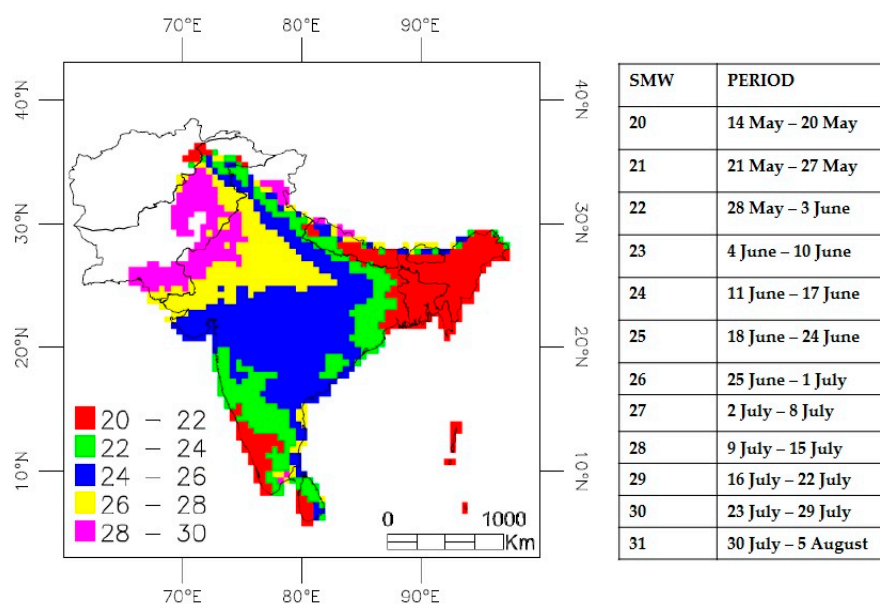 70°E 80°E 90°E
40°N 40°N
30°N 30°N
20°N 20°N
10°N 10°N
20 – 22
22 – 24
24 – 26
26 – 28
28 – 30
0 1000
Km
70°E 80°E 90°E
SMW PERIOD
20 14 May – 20 May
21 21 May – 27 May
22 28 May – 3 June
23 4 June – 10 June
24 11 June – 17 June
25 18 June – 24 June
26 25 June – 1 July
27 2 July – 8 July
28 9 July – 15 July
29 16 July – 22 July
30 23 July – 29 July
31 30 July – 5 August